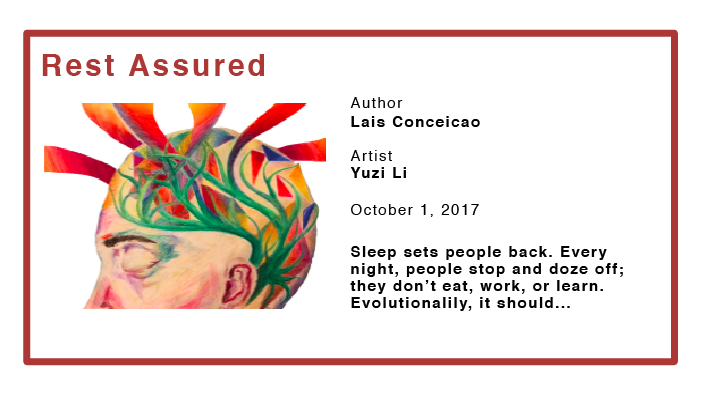 Rest Assured
Author
Lais Conceicao
Artist
Yuzi Li
October 1, 2017
Sleep sets people back. Every
night, people stop and doze off;
they don’t eat, work, or learn.
Evolutionalily, it should...